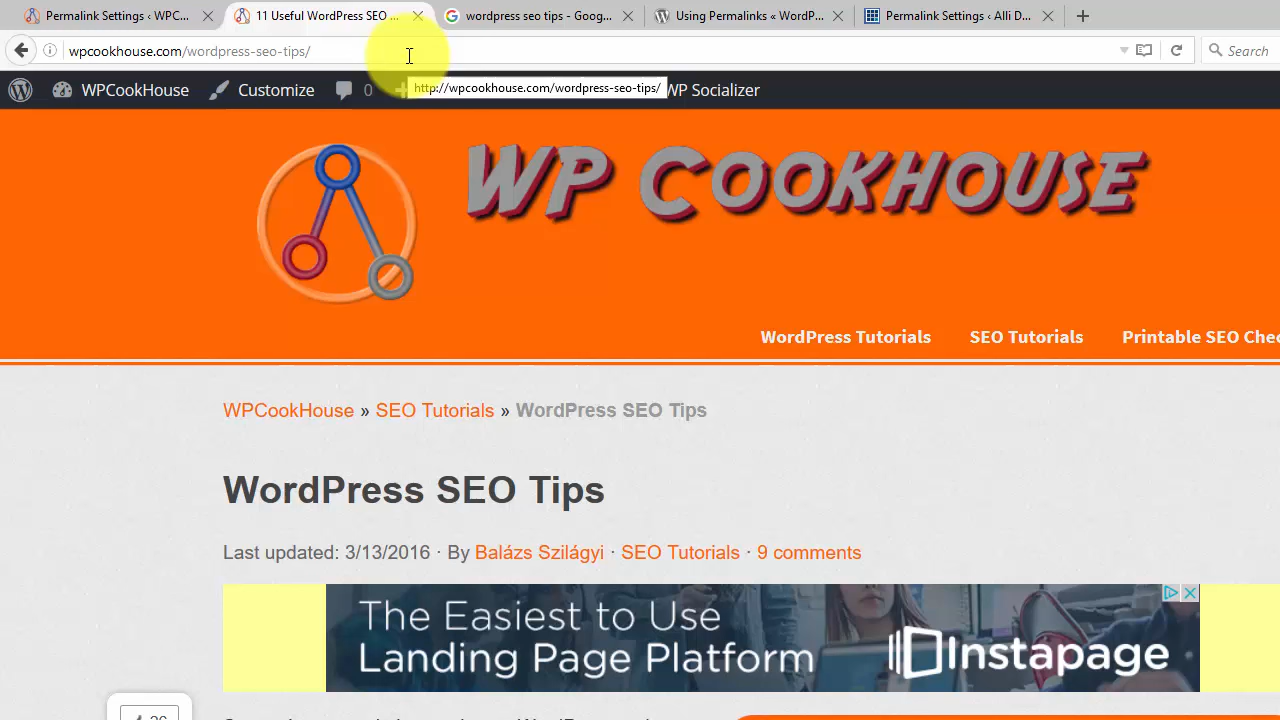 Permalink Settings ‹ WPC...
11 Useful WordPress SEO ...
wordpress seo tips - Goog...
Using Permalinks « WordP...
Permalink Settings ‹ Alli D...
wpcookhouse.com/wordpress-seo-tips/
Search
WPCookHouse
Customize
0
http://wpcookhouse.com/wordpress-seo-tips/
WP Socializer
WP Cookhouse
WordPress Tutorials
SEO Tutorials
Printable SEO Chec
WPCookHouse » SEO Tutorials » WordPress SEO Tips
WordPress SEO Tips
Last updated: 3/13/2016 · By Balázs Szilágyi · SEO Tutorials · 9 comments
The Easiest to Use
Landing Page Platform
Instapage